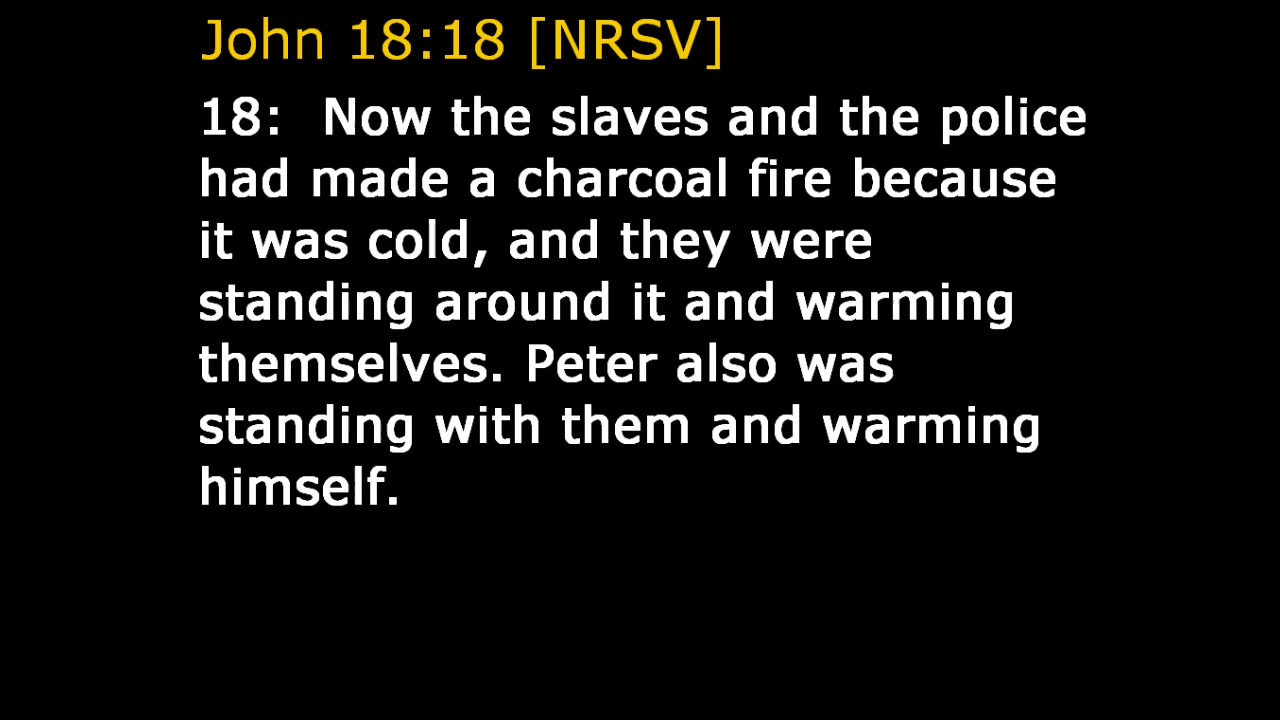 John 18:18 [NRSV]
18:  Now the slaves and the police
had made a charcoal fire because
it was cold, and they were
standing around it and warming
themselves. Peter also was
standing with them and warming
himself.